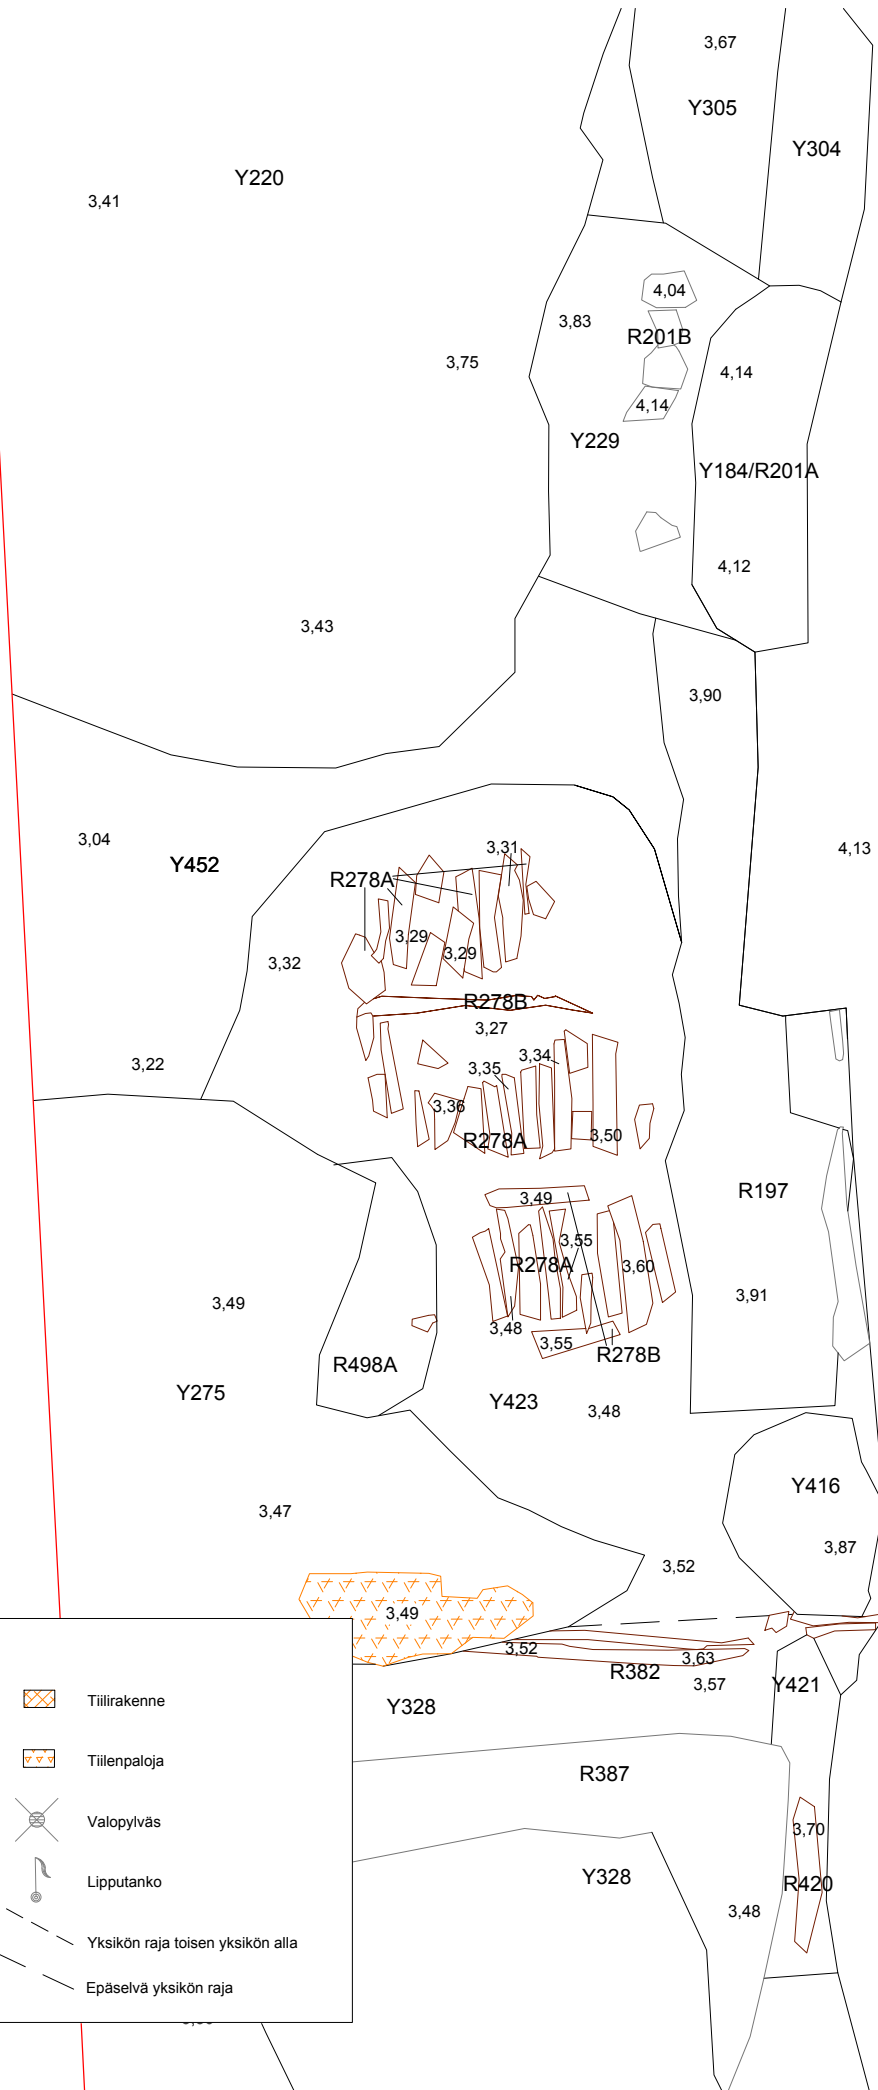 3,67
Y305
Y304
Y220
3,41
4,04
3,83
R201B
3,75
4,14
4,14
Y229
Y184/R201A
4,12
3,43
3,90
3,04
3,31
4,13
Y452
R278A
3,29
3,29
3,32
R278B
3,27
3,22
3,35
3,34
3,36
R278A
3,50
R197
3,49
3,55
R278A
3,60
3,91
3,49
3,48
3,55
R278B
R498A
Y275
Y423
3,48
Y416
3,47
3,87
3,52
3,49
3,52
3,63
R382
3,57
Y421
Y328
R387
3,70
Y328
R420
3,48
Tiilirakenne
Tiilenpaloja
Valopylväs
Lipputanko
Yksikön raja toisen yksikön alla
Epäselvä yksikön raja